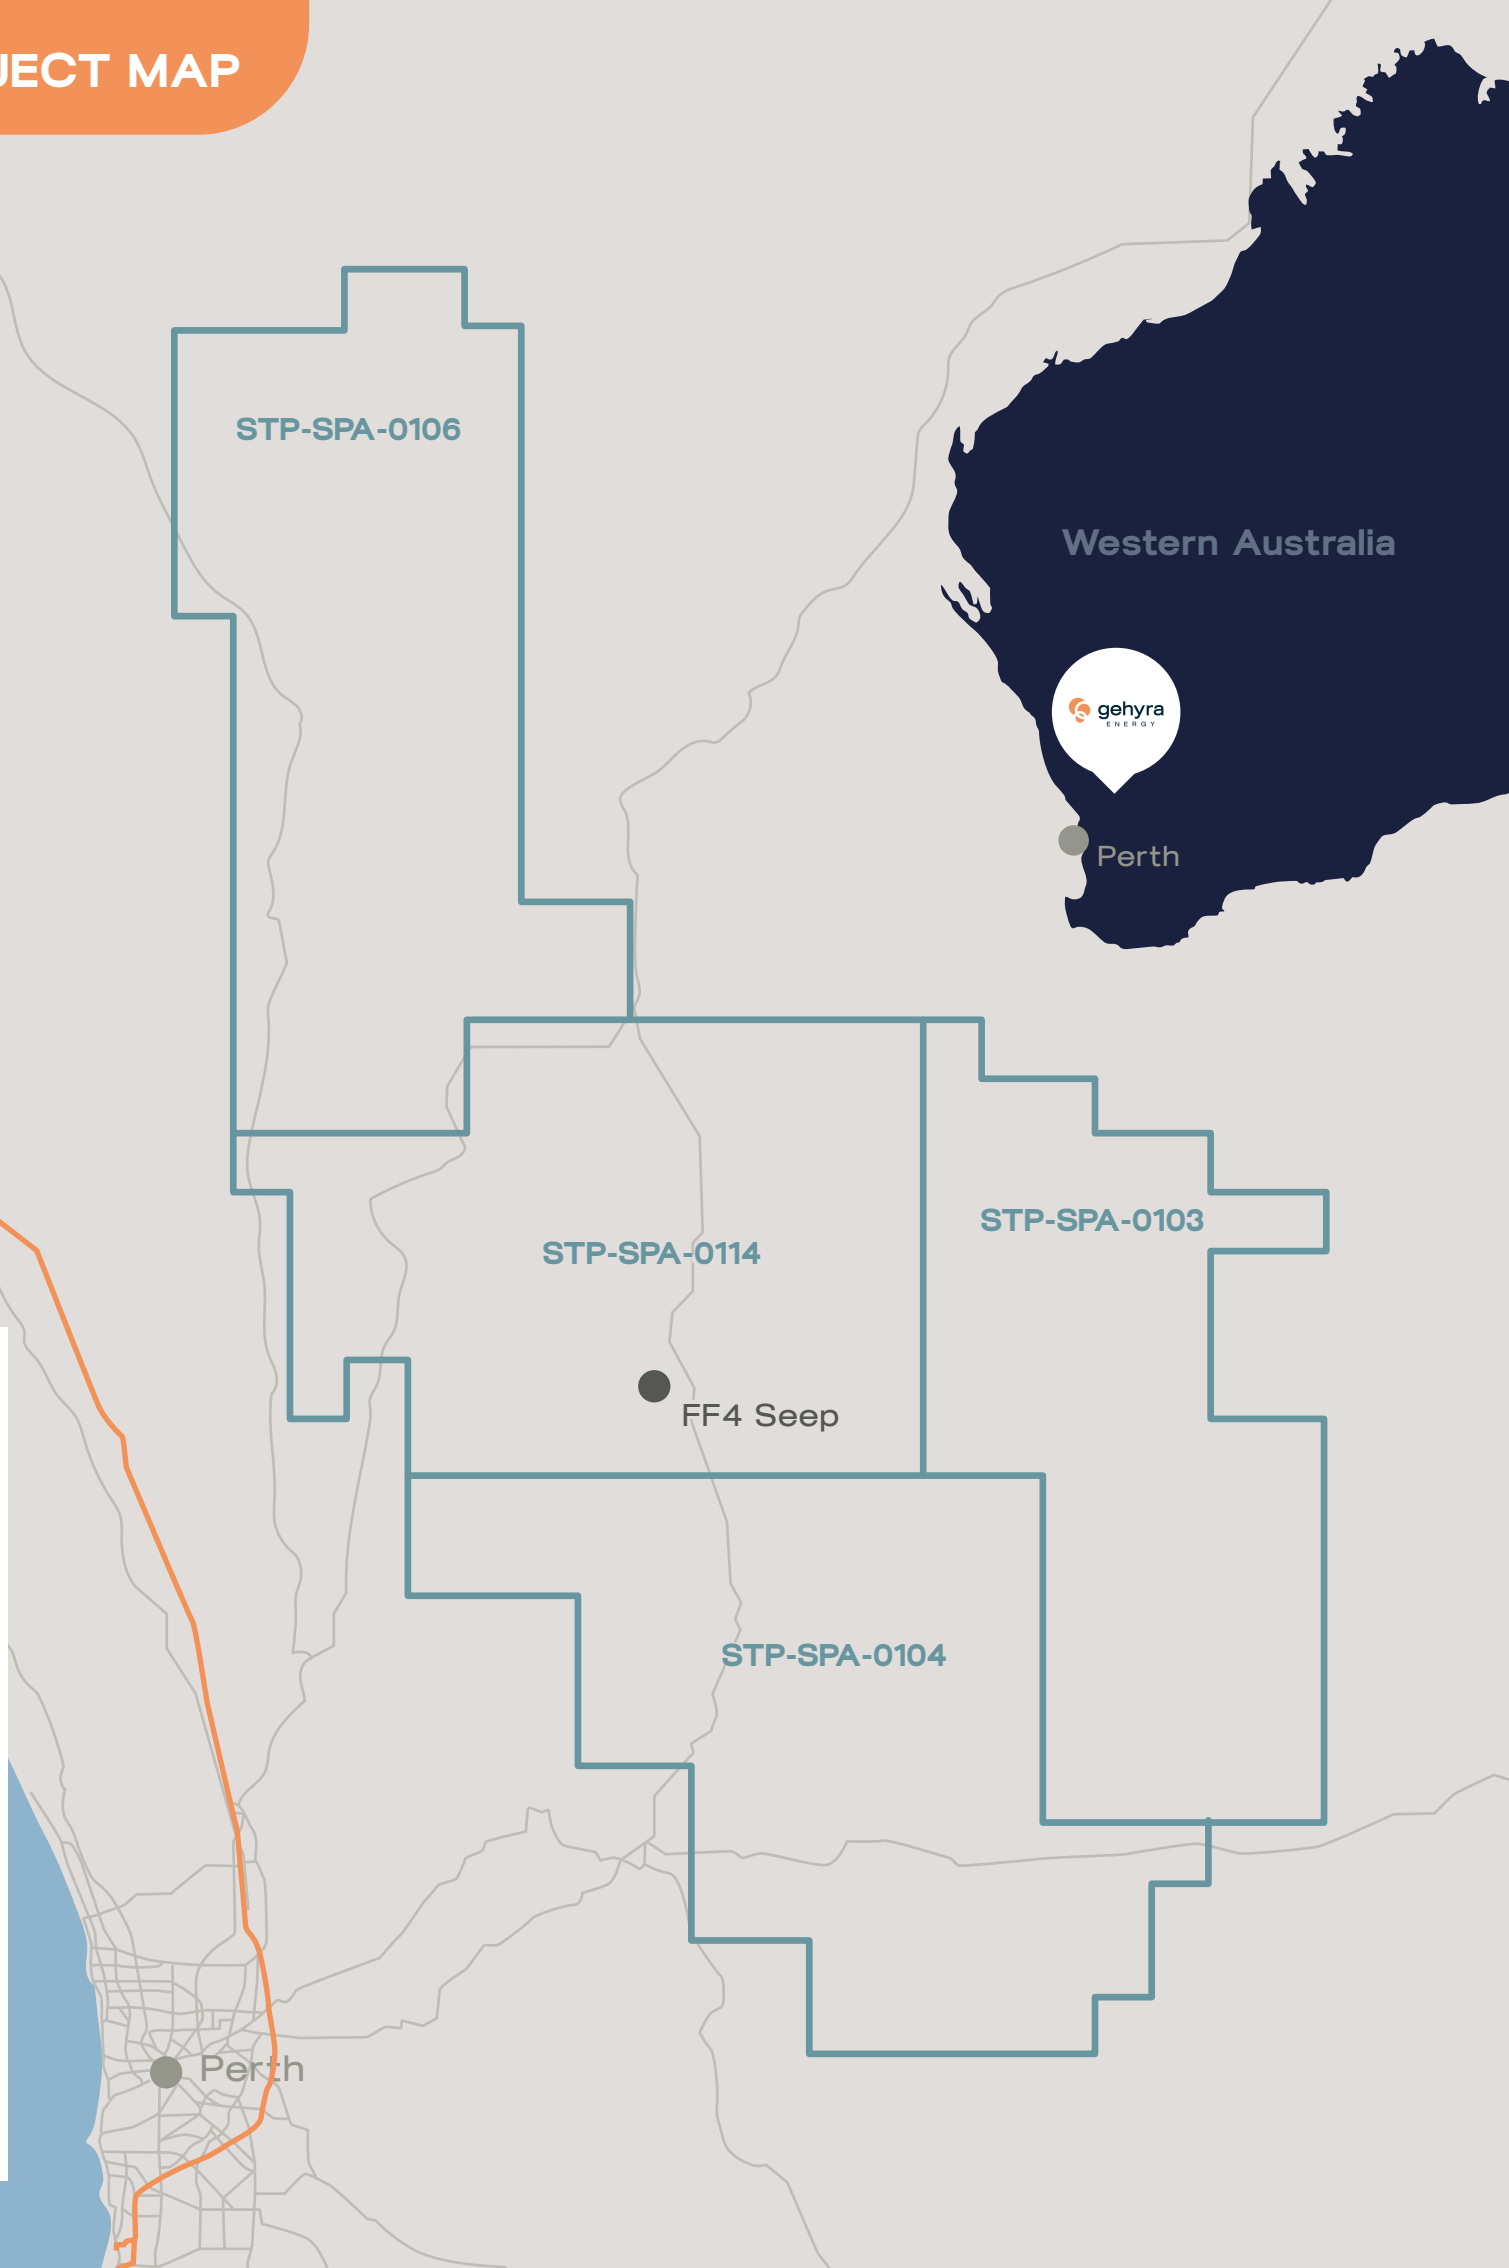 JECT MAP
STP-SPA-0106
Western Australia
gehyra
ENERGY
Perth
STP-SPA-0103
STP-SPA-0114
FF4 Seep
STP-SPA-0104
Perth